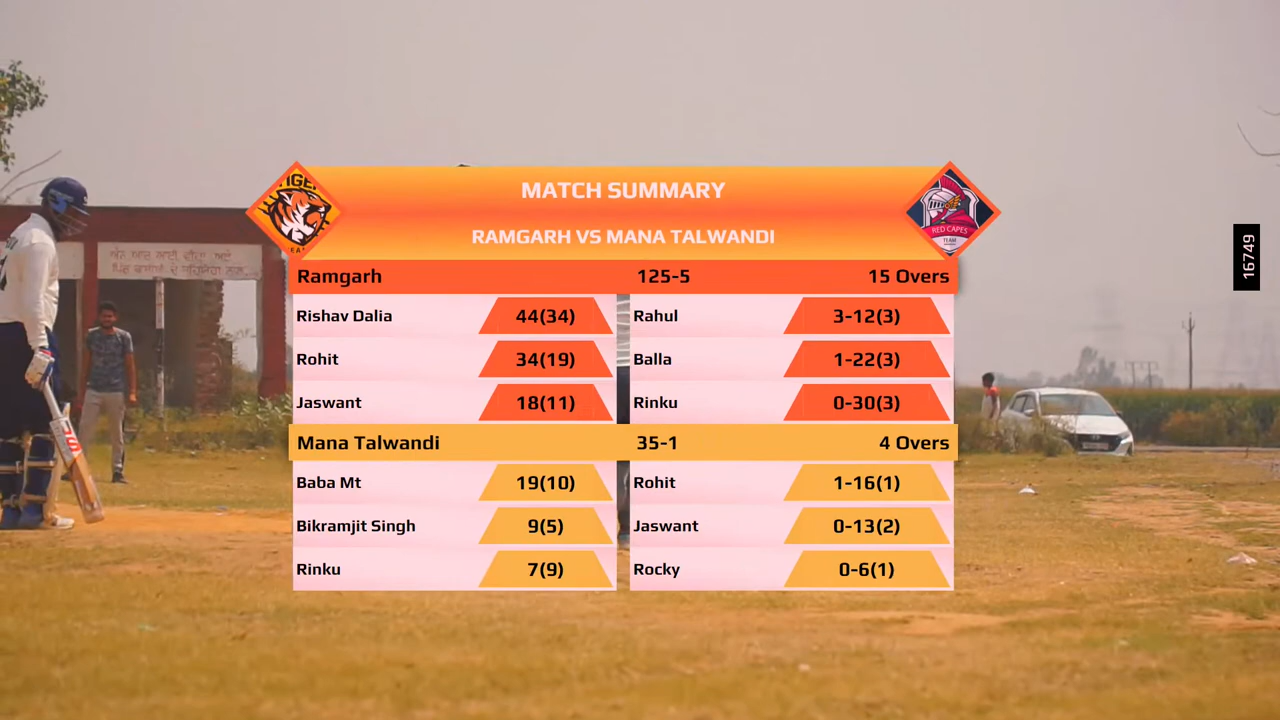 MATCH SUMMARY
RAMGARH VS MANA TALWANDI
RED CAPES
TEAM
Ramgarh 125-5 15 Overs
Rishav Dalia 44(34) Rahul 3-12(3)
Rohit 34(19) Balla 1-22(3)
Jaswant 18(11) Rinku 0-30(3)
Mana Talwandi 35-1 4 Overs
Baba Mt 19(10) Rohit 1-16(1)
Bikramjit Singh 9(5) Jaswant 0-13(2)
Rinku 7(9) Rocky 0-6(1)
16749